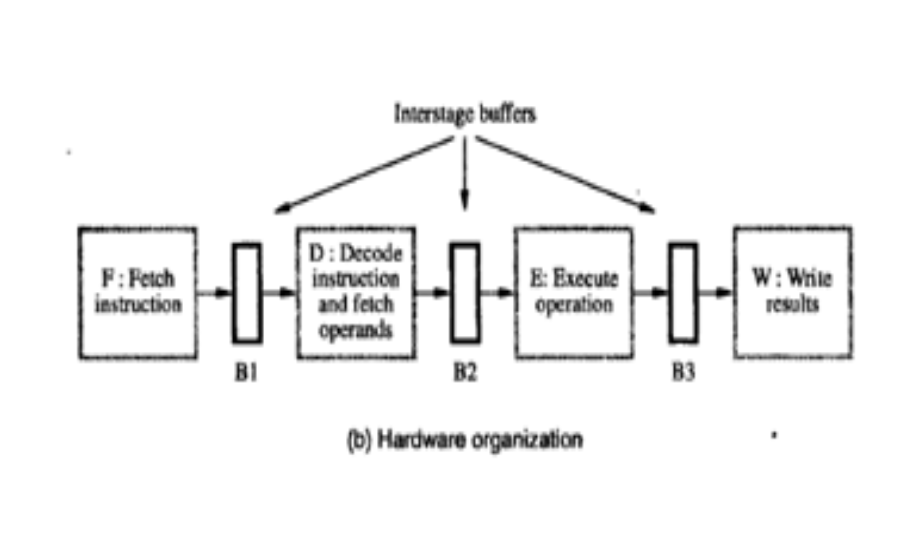 Interstage buffers
F : Fetch
instruction
D : Decode
instruction
and fetch
operands
E: Execute
operation
W : Write
results
B1
B2
B3
(b) Hardware organization